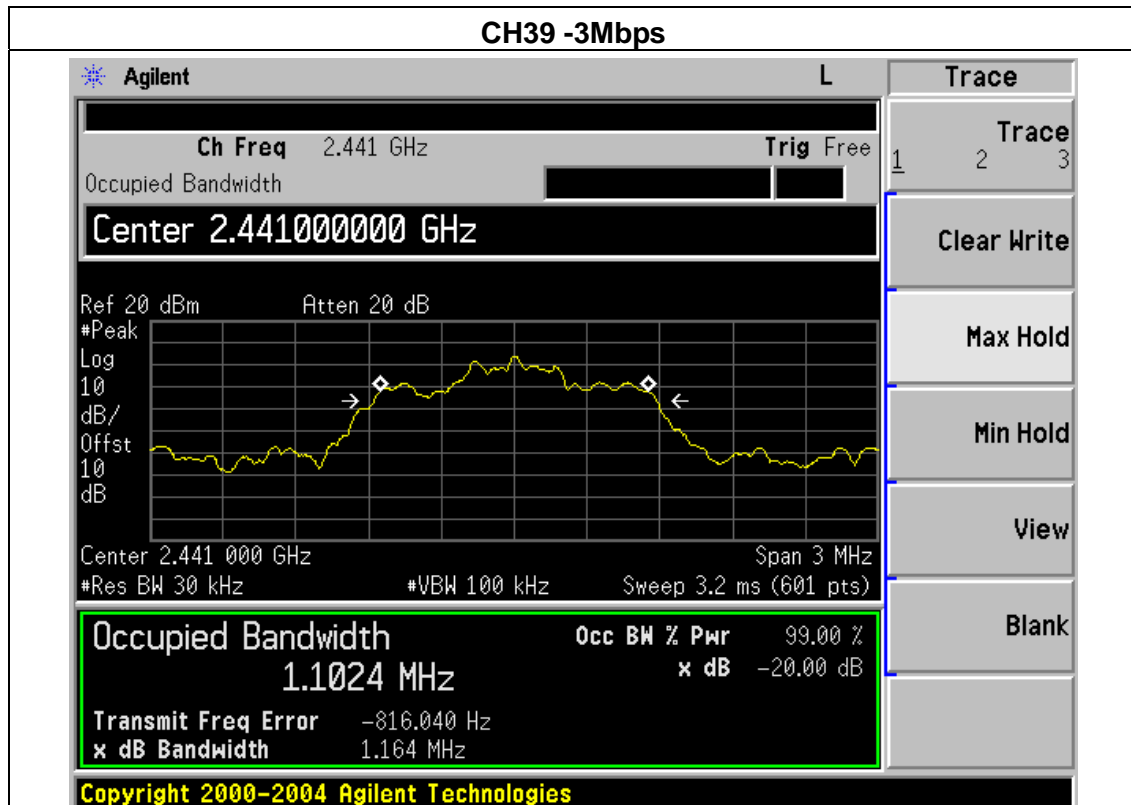 CH39 -3Mbps
Agilent L Trace
Ch Freq 2.441 GHz Trig Free
Occupied Bandwidth
Trace
1 2 3
Center 2.441000000 GHz
Clear Write
Ref 20 dBm Atten 20 dB
#Peak
Log
10
dB/
Offst
10
dB
Max Hold
Min Hold
View
Center 2.441 000 GHz Span 3 MHz
#Res BW 30 kHz #VBW 100 kHz Sweep 3.2 ms (601 pts)
Blank
Occupied Bandwidth Occ BW % Pwr 99.00 %
1.1024 MHz x dB -20.00 dB
Transmit Freq Error -816.040 Hz
x dB Bandwidth 1.164 MHz
Copyright 2000-2004 Agilent Technologies